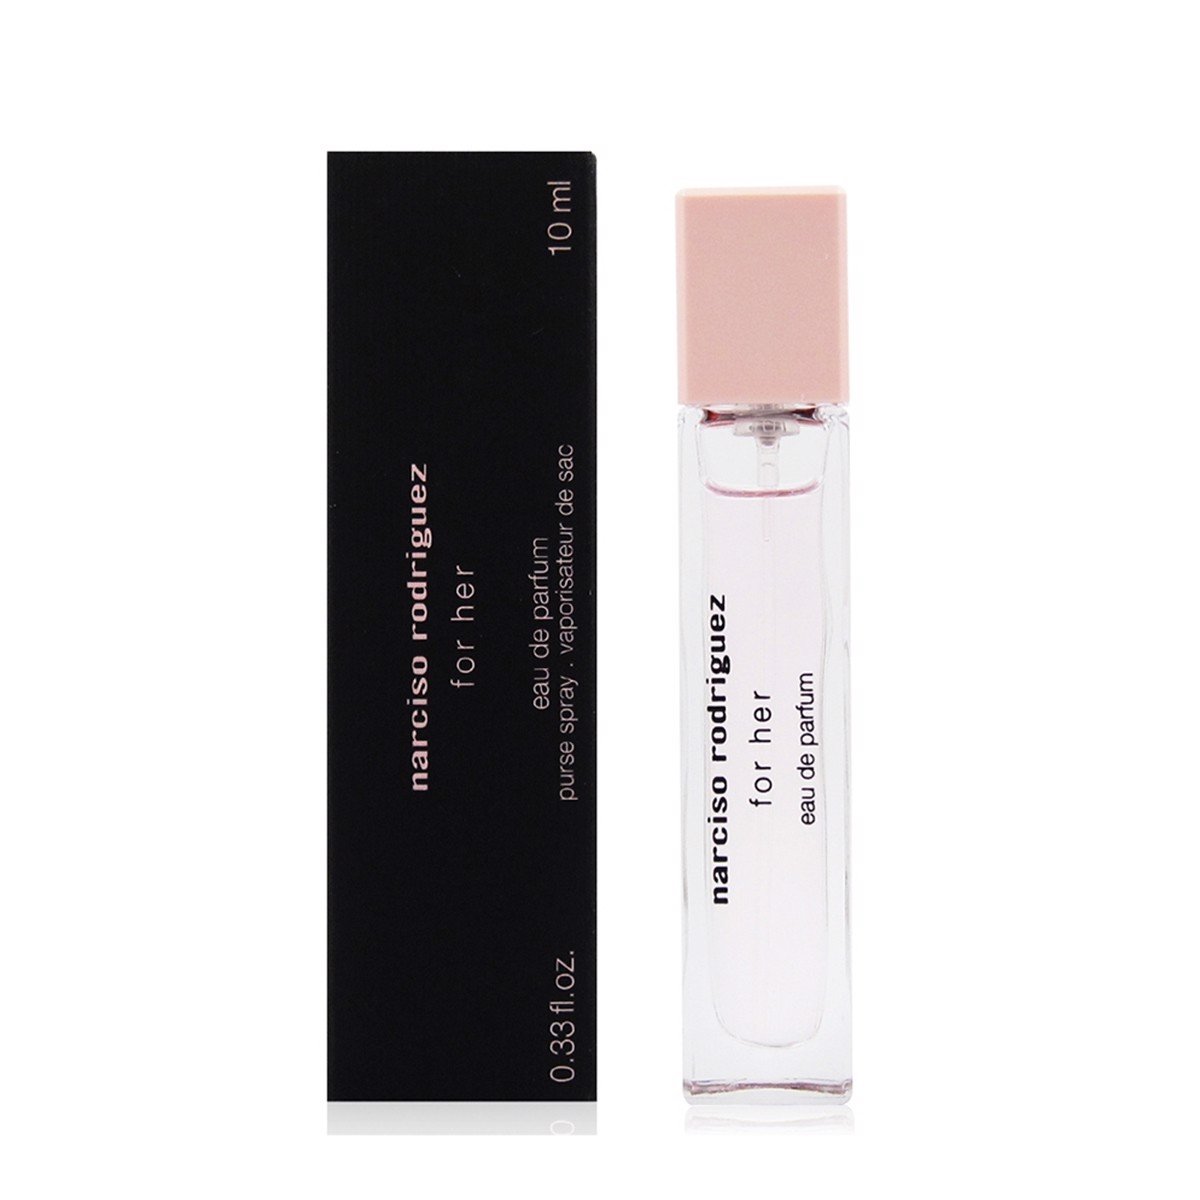 narciso rodriguez
for her
eau de parfum
purse spray . vaporisateur de sac
0.33 fl.oz.
10 ml
narciso rodriguez
for her
eau de parfum